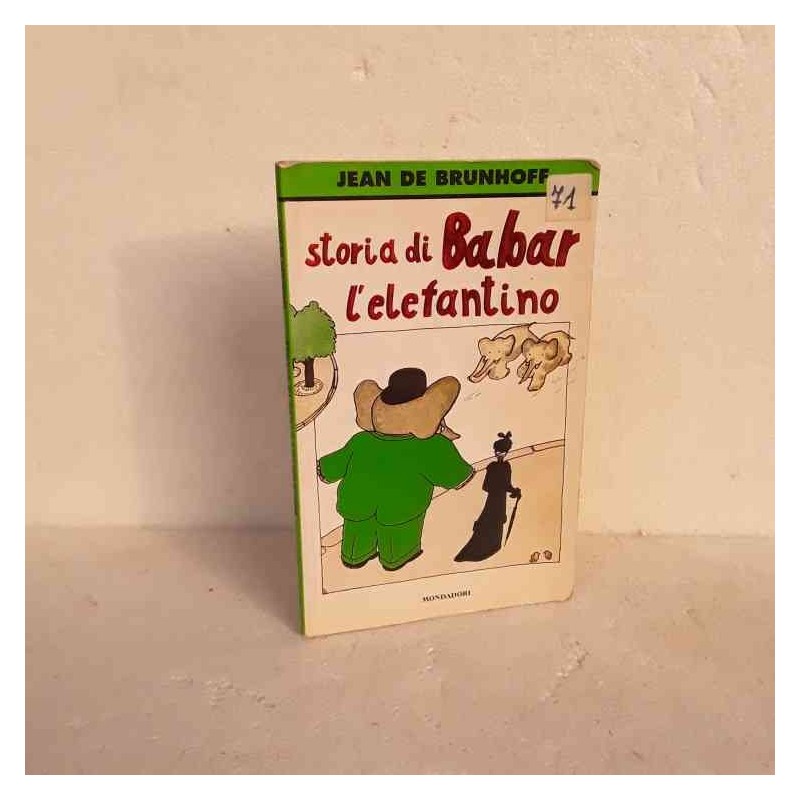 JEAN DE BRUNHOFF
71
storia di Babar
l'elefantino
MONDADORI